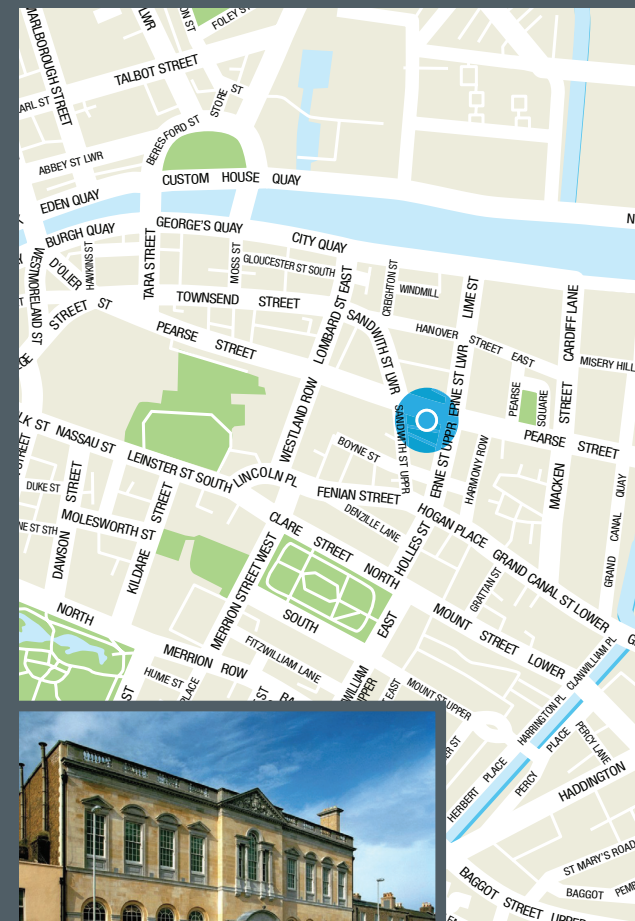 MARLBOROUGH STREET
LWR
FOLEY ST
TALBOT STREET
EARL ST
STORE ST
BERESFORD ST
ABBEY ST LWR
CUSTOM HOUSE QUAY
EDEN QUAY
BURGH QUAY
GEORGE'S QUAY
CITY QUAY
WESTMORELAND ST
D'OLIER
STREET
HAWKINS ST
TARA STREET
MOSS ST
GLOUCESTER ST SOUTH
TOWNSEND STREET
LOMBARD ST EAST
CREIGHTON ST
WINDMILL
LIME ST
CARDIFF LANE
ST
PEARSE STREET
SANDWITH ST LWR
HANOVER STREET EAST
MISERY HILL
ERNE ST LWR
PEARSE SQUARE
WESTLAND ROW
SANDWITH ST UPPR
ERNE ST UPPR
PEARSE STREET
MACKEN STREET
NASSAU ST
LEINSTER ST SOUTH
LINCOLN PL
BOYNE ST
HARMONY ROW
FENIAN STREET
DENZILLE LANE
HOGAN PLACE
GRAND CANAL QUAY
DUKE ST
DAWSON STREET
MOLESWORTH ST
KILDARE STREET
CLARE STREET
NORTH
HOLLES ST
GRAND CANAL ST LOWER
GRATTAN ST
MERRION STREET WEST
SOUTH
EAST
MOUNT STREET LOWER
NORTH
MERRION ROW
FITZWILLIAM LANE
HUME ST
PLACE
MOUNT ST UPPER
EAST
CLANWILLIAM PL
HARRINGTON PL
PERCY PLACE
PERCY LANE
HERBERT PLACE
HADDINGTON
ST MARY'S ROAD
BAGGOT STREET UPPER
BAGGOT